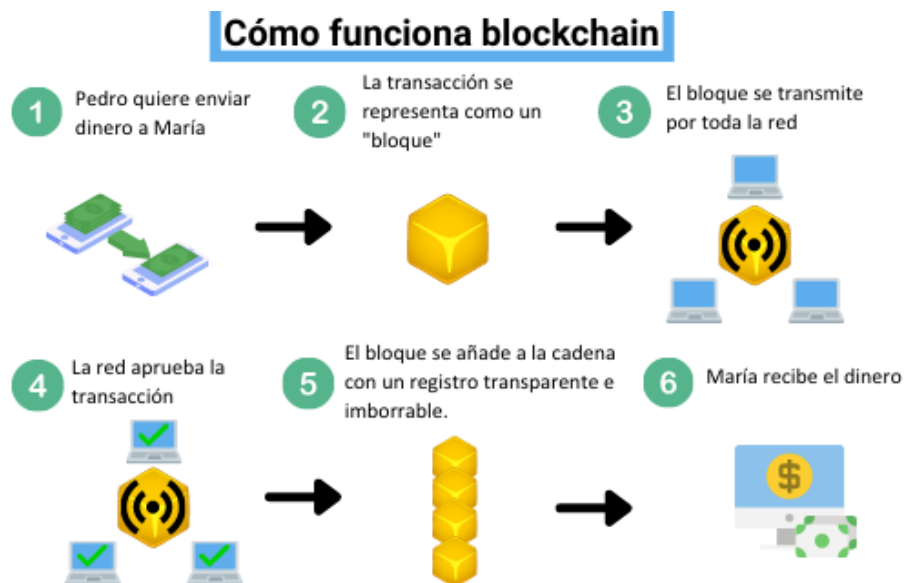 Cómo funciona blockchain
1
Pedro quiere enviar
dinero a María
2
La transacción se
representa como un
"bloque"
3
El bloque se transmite
por toda la red
4
La red aprueba la
transacción
5
El bloque se añade a la cadena
con un registro transparente e
imborrable.
6
María recibe el dinero
$